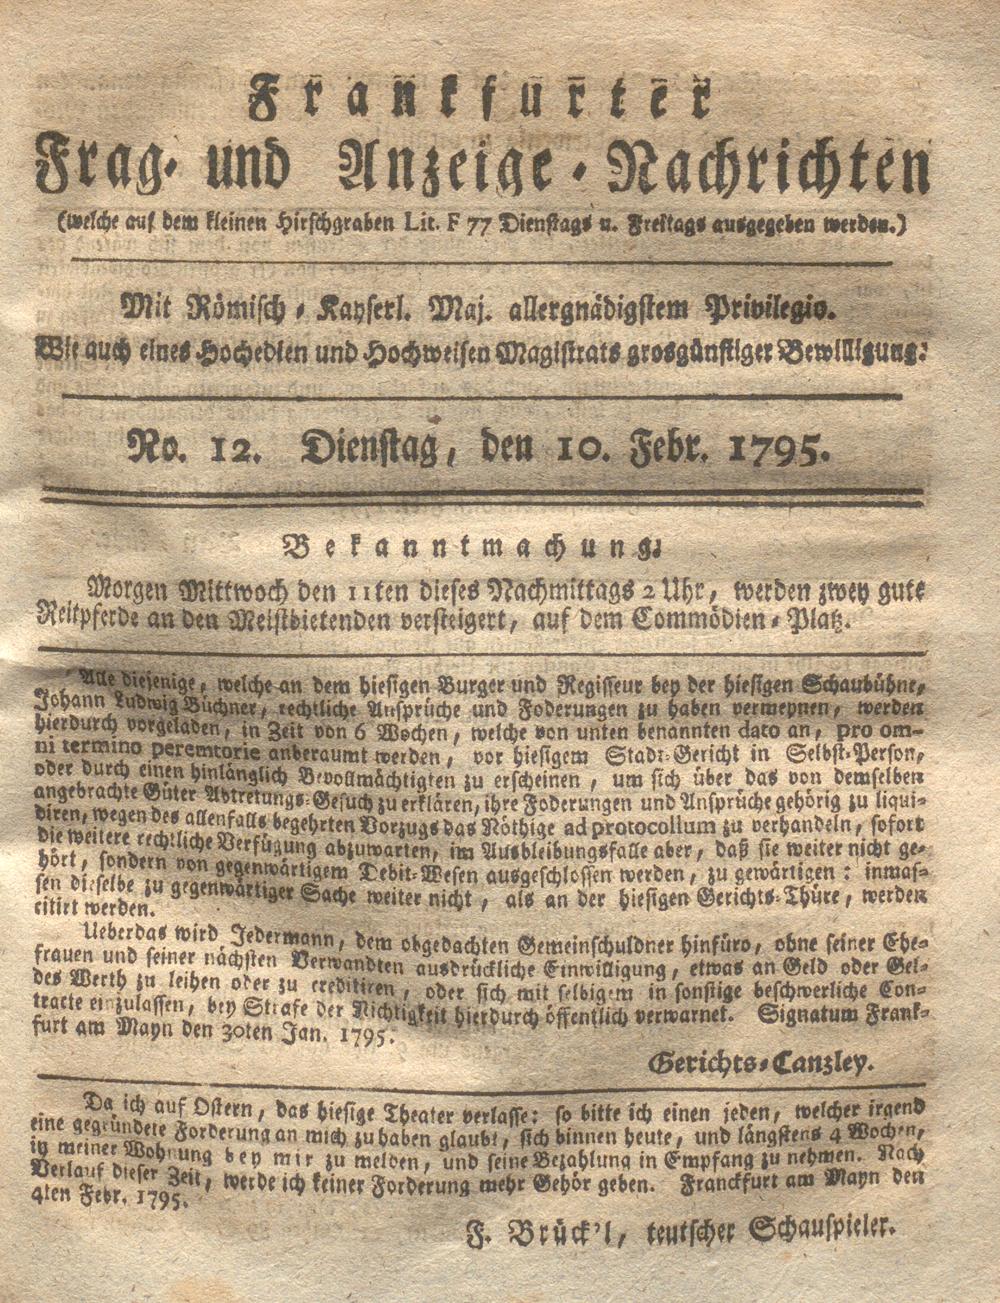 Frankfurter
Frag- und Anzeige-Nachrichten
(welche auf dem kleinen Hirschgraben Lit. F 77 Dienstags u. Freitags ausgegeben werden.)
Mit Römisch-Kayserl. Maj. allergnädigstem Privilegio.
Wie auch eines Hochedlen und Hochweisen Magistrats grosgünstiger Bewilligung:
No. 12. Dienstag, den 10. Febr. 1795.
Bekanntmachung:
Morgen Mittwoch den 11ten dieses Nachmittags 2 Uhr, werden zwey gute
Reitpferde an den Meistbietenden versteigert, auf dem Commödien-Platz.
Alle diejenige, welche an dem hiesigen Burger und Regisseur bey der hiesigen Schaubühne,
Johann Ludwig Büchner, rechtliche Ansprüche und Foderungen zu haben vermeynen, werden
hierdurch vorgeladen, in Zeit von 6 Wochen, welche von unten benannten dato an, pro om-
ni termino peremtorie anberaumt werden, vor hiesigem Stadt-Gericht in Selbst-Person,
oder durch einen hinlänglich Bevollmächtigten zu erscheinen, um sich über das von demselben
angebrachte Güter Abtretungs-Gesuch zu erklären, ihre Foderungen und Ansprüche gehörig zu liqui-
diren, wegen des allenfalls begehrten Vorzugs das Nöthige ad protocollum zu verhandeln, sofort
die weitere rechtliche Verfügung abzuwarten, im Ausbleibungsfalle aber, daß sie weiter nicht ge-
hört, sondern von gegenwärtigem Debit-Wesen ausgeschlossen werden, zu gewärtigen: inmas-
sen dieselbe zu gegenwärtiger Sache weiter nicht, als an der hiesigen Gerichts-Thüre, werden
citirt werden.
Ueberdas wird Jedermann, dem obgedachten Gemeinschuldner hinfüro, ohne seiner Ehe-
frauen und seiner nächsten Verwandten ausdrückliche Einwilligung, etwas an Geld oder Gel-
des Werth zu leihen oder zu creditiren, oder sich mit selbigem in sonstige beschwerliche Con-
tracte einzulassen, bey Strafe der Nichtigkeit hierdurch öffentlich verwarnet. Signatum Frank-
furt am Mayn den 30ten Jan. 1795.
Gerichts-Canzley.
Da ich auf Ostern, das hiesige Theater verlasse: so bitte ich einen jeden, welcher irgend
eine gegründete Forderung an mich zu haben glaubt, sich binnen heute, und längstens 4 Wochen,
in meiner Wohnung bey mir zu melden, und seine Bezahlung in Empfang zu nehmen. Nach
Verlauf dieser Zeit, werde ich keiner Forderung mehr Gehör geben. Franckfurt am Mayn den
4ten Febr. 1795.
F. Brück'l, teutscher Schauspieler.